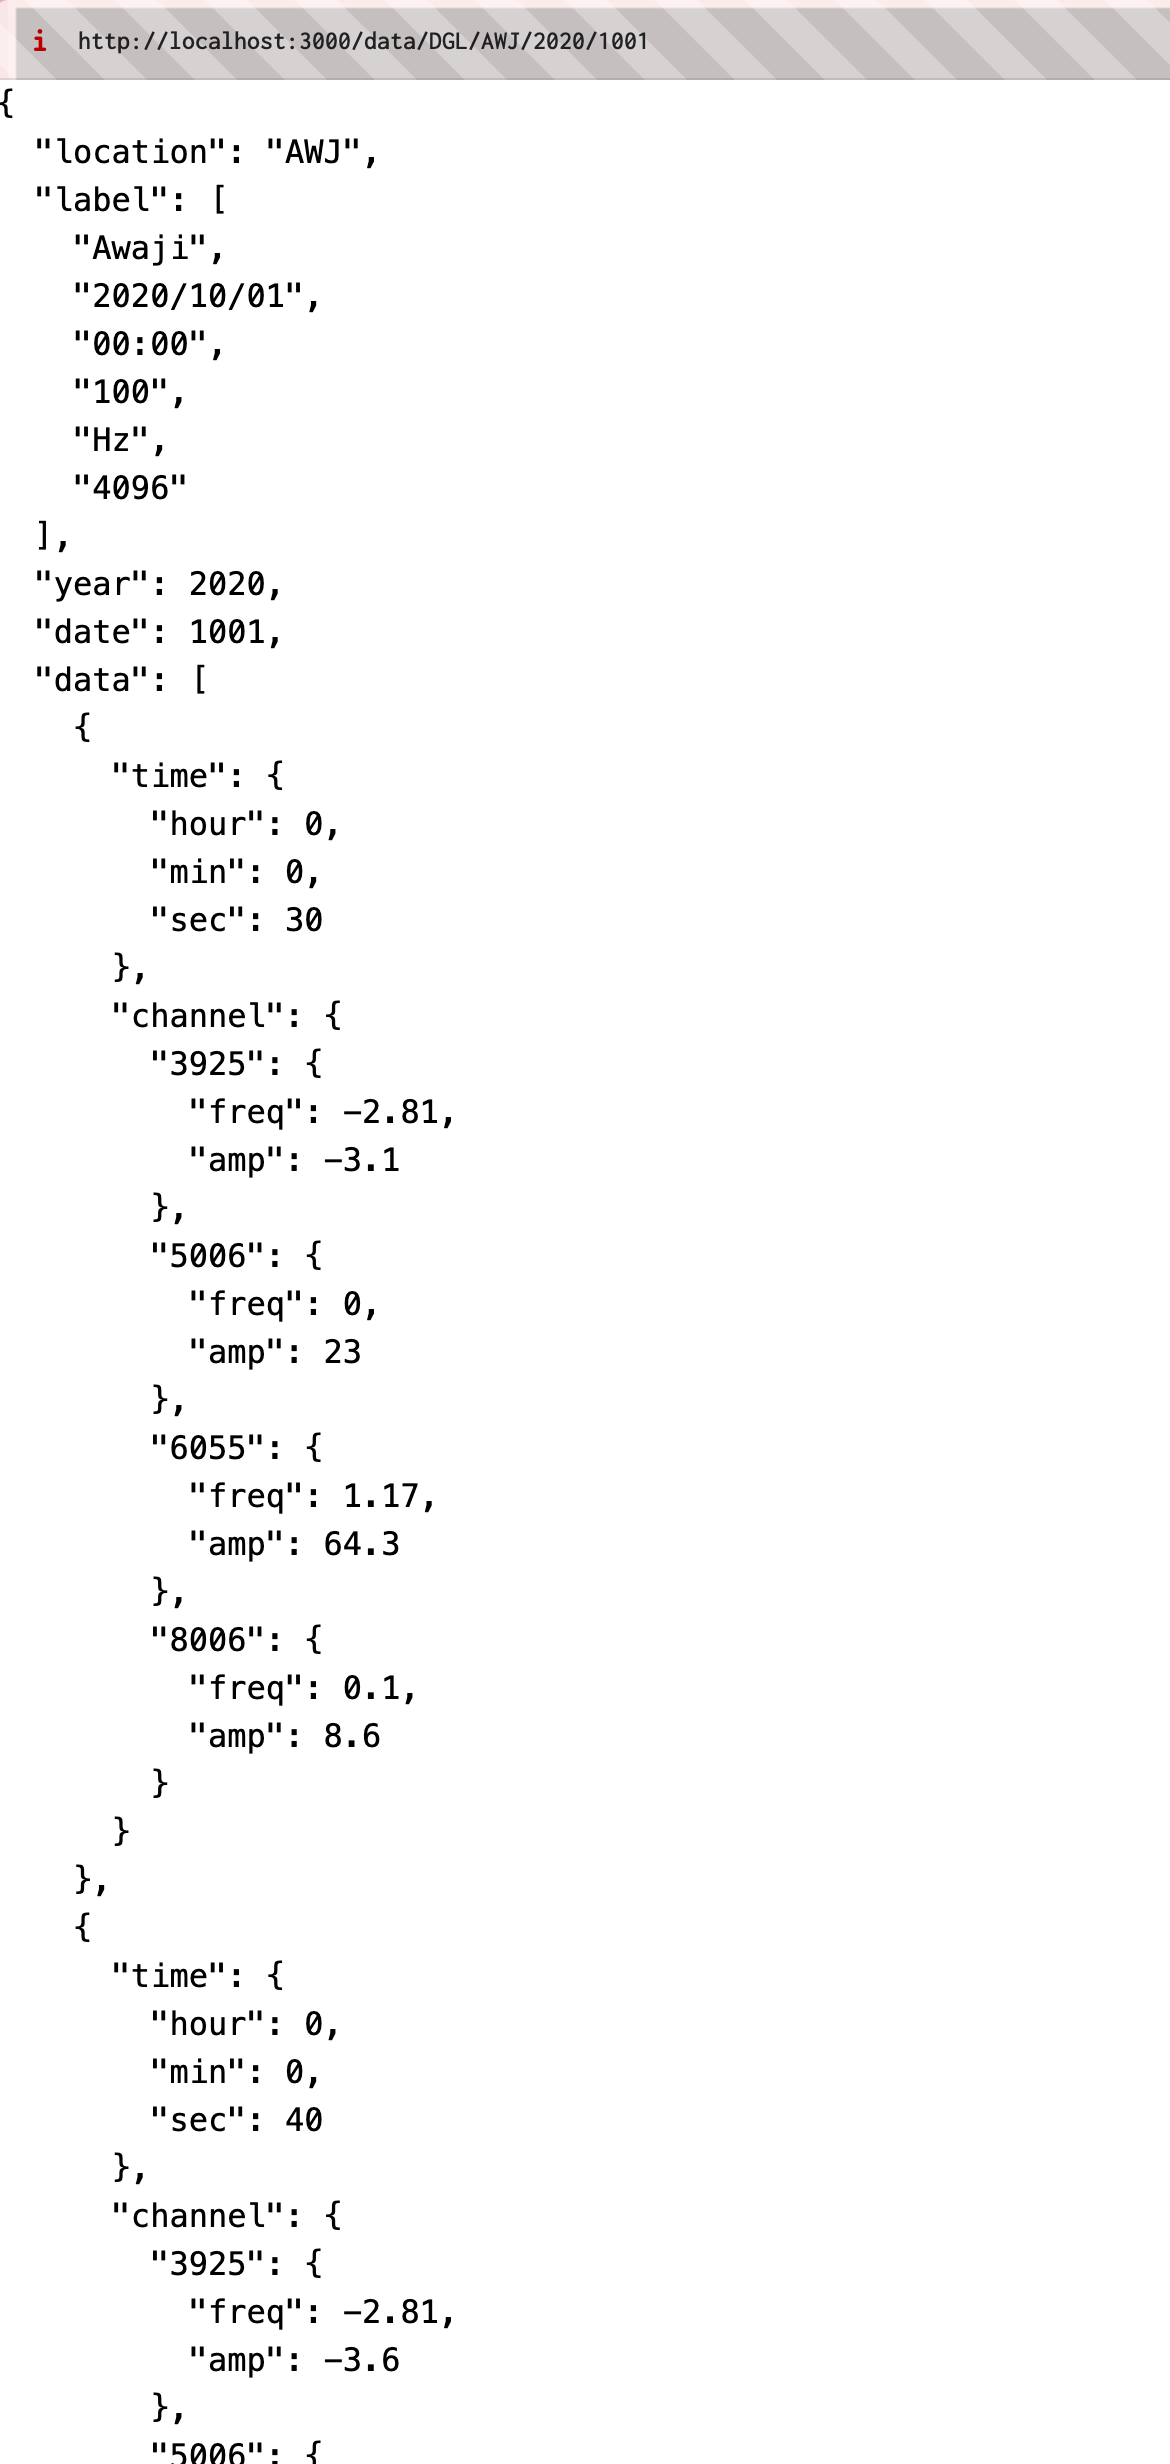 i http://localhost:3000/data/DGL/AWJ/2020/1001
{
  "location": "AWJ",
  "label": [
    "Awaji",
    "2020/10/01",
    "00:00",
    "100",
    "Hz",
    "4096"
  ],
  "year": 2020,
  "date": 1001,
  "data": [
    {
      "time": {
        "hour": 0,
        "min": 0,
        "sec": 30
      },
      "channel": {
        "3925": {
          "freq": -2.81,
          "amp": -3.1
        },
        "5006": {
          "freq": 0,
          "amp": 23
        },
        "6055": {
          "freq": 1.17,
          "amp": 64.3
        },
        "8006": {
          "freq": 0.1,
          "amp": 8.6
        }
      }
    },
    {
      "time": {
        "hour": 0,
        "min": 0,
        "sec": 40
      },
      "channel": {
        "3925": {
          "freq": -2.81,
          "amp": -3.6
        },
        "5006": {